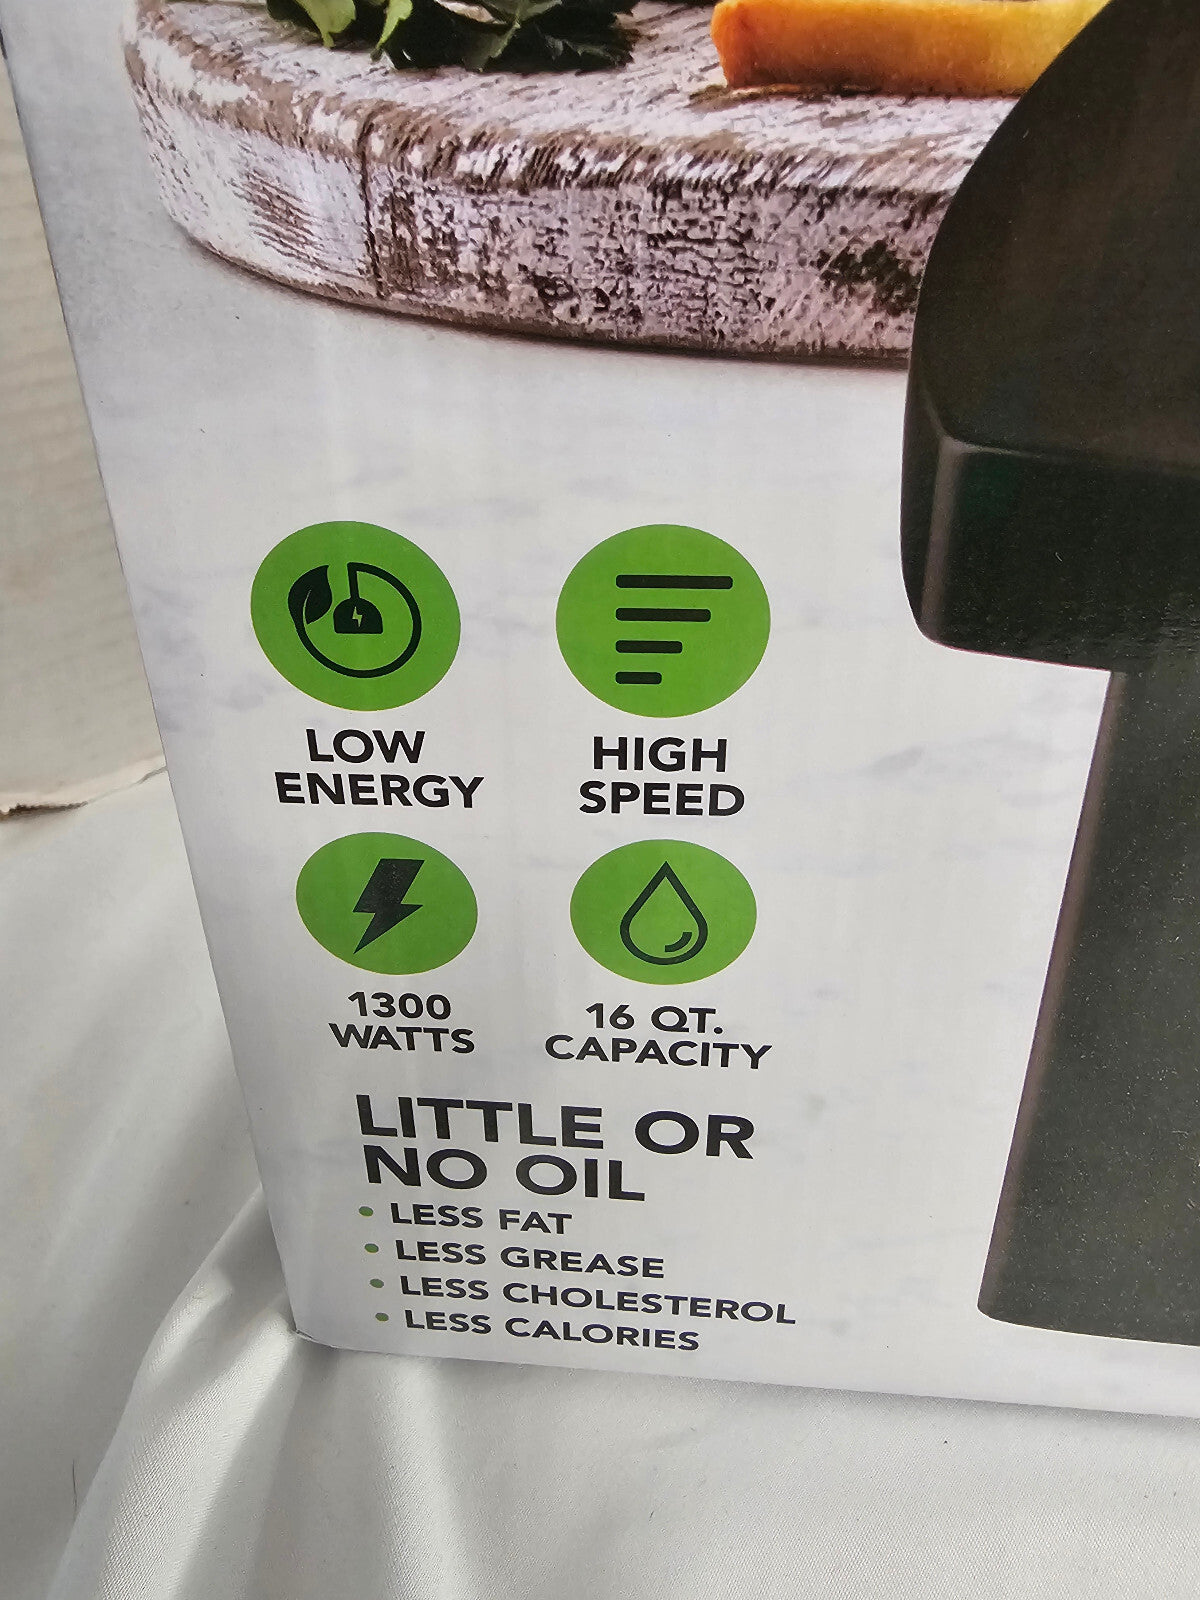 LOW
ENERGY
HIGH
SPEED
1300
WATTS
16 QT.
CAPACITY
LITTLE OR
NO OIL
• LESS FAT
• LESS GREASE
• LESS CHOLESTEROL
• LESS CALORIES